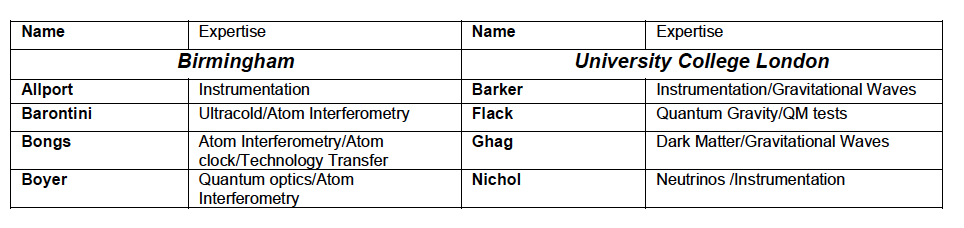 Name Expertise Name Expertise
Birmingham University College London
Allport Instrumentation Barker Instrumentation/Gravitational Waves
Barontini Ultracold/Atom Interferometry Flack Quantum Gravity/QM tests
Bongs Atom Interferometry/Atom Ghag Dark Matter/Gravitational Waves
clock/Technology Transfer
Boyer Quantum optics/Atom Nichol Neutrinos /Instrumentation
Interferometry